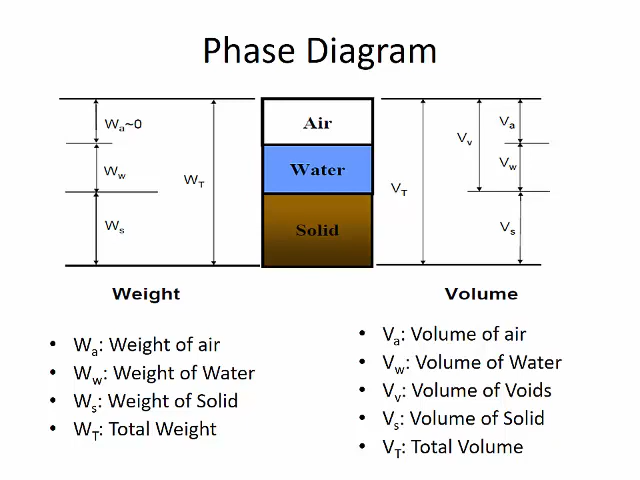 Phase Diagram
Wa~0
Ww
Ws
WT
Air
Water
Solid
VT
Vv
Va
Vw
Vs
Weight
Volume
• Wa: Weight of air
• Ww: Weight of Water
• Ws: Weight of Solid
• WT: Total Weight
• Va: Volume of air
• Vw: Volume of Water
• Vv: Volume of Voids
• Vs: Volume of Solid
• VT: Total Volume